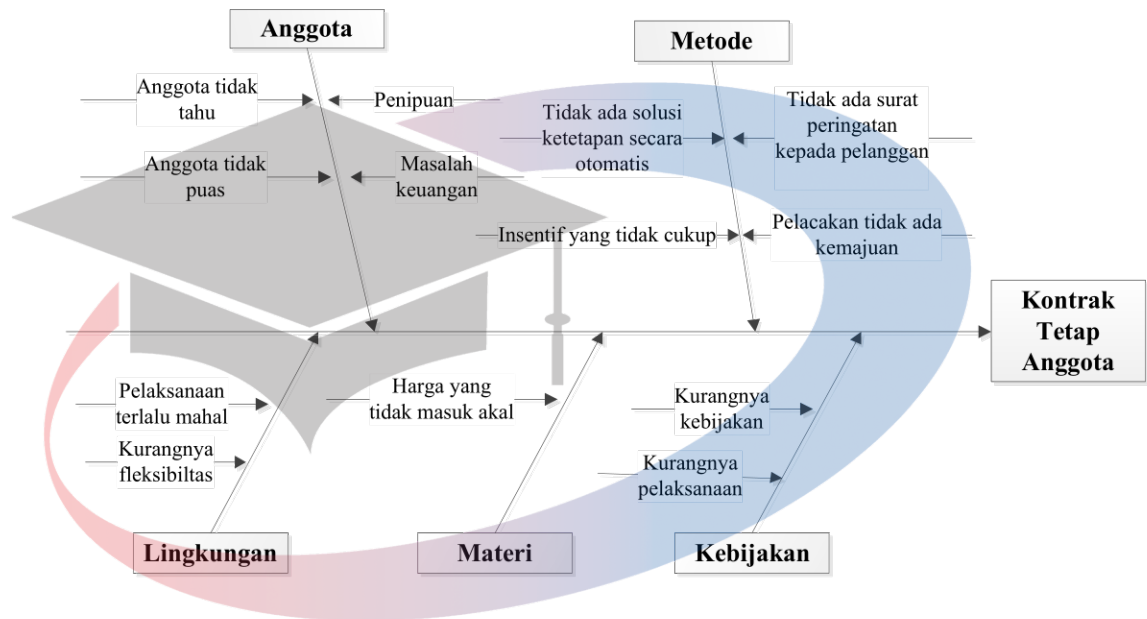 Anggota
Metode
Anggota tidak
tahu
Penipuan
Tidak ada solusi
ketetapan secara
otomatis
Tidak ada surat
peringatan
kepada pelanggan
Anggota tidak
puas
Masalah
keuangan
Insentif yang tidak cukup
Pelacakan tidak ada
kemajuan
Kontrak
Tetap
Anggota
Pelaksanaan
terlalu mahal
Kurangnya
fleksibiltas
Harga yang
tidak masuk akal
Kurangnya
kebijakan
Kurangnya
pelaksanaan
Lingkungan
Materi
Kebijakan